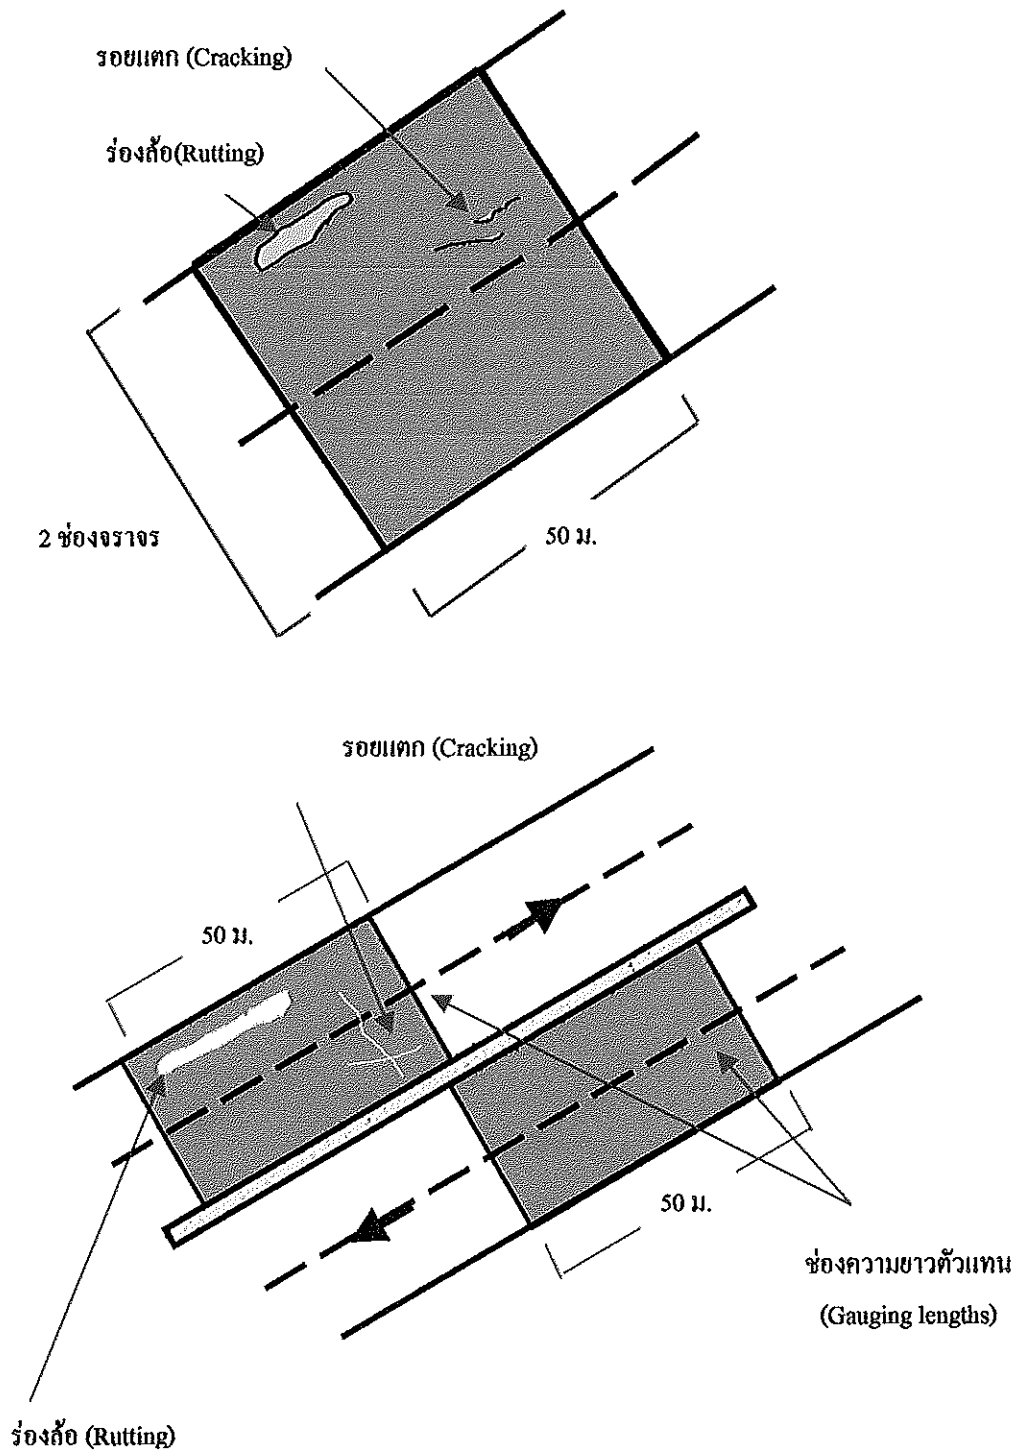 รอยแตก (Cracking)
ร่องล้อ(Rutting)
2 ช่องจราจร
50 ม.
รอยแตก (Cracking)
50 ม.
50 ม.
ช่องความยาวตัวแทน
(Gauging lengths)
ร่องล้อ (Rutting)